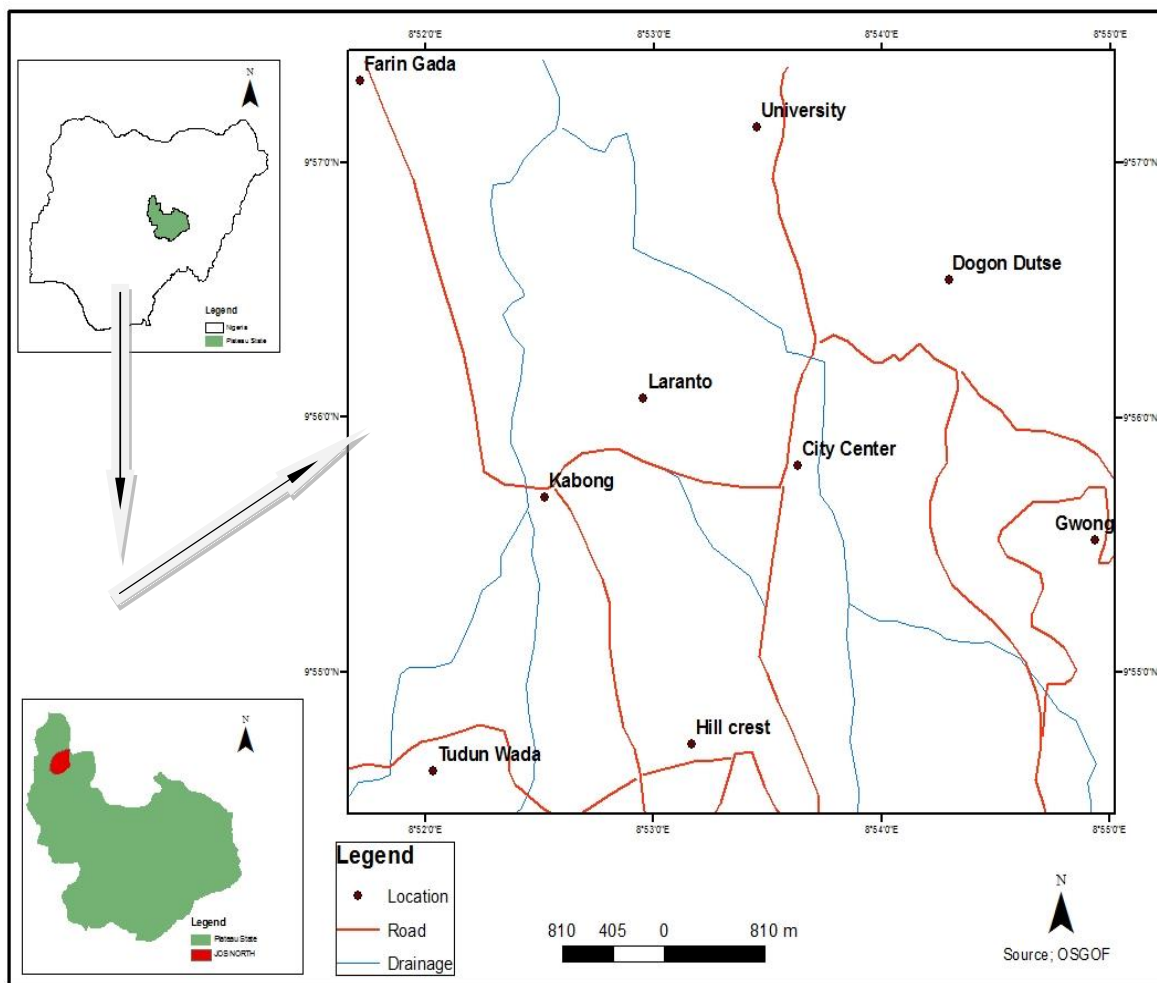 8°52'0"E 8°53'0"E 8°54'0"E 8°55'0"E
Farin Gada
N
University
9°57'0"N 9°57'0"N
Dogon Dutse
Legend
Nigeria
Plateau State
Laranto
9°56'0"N 9°56'0"N
City Center
Kabong
Gwong
9°55'0"N 9°55'0"N
Hill crest
Tudun Wada
8°52'0"E 8°53'0"E 8°54'0"E 8°55'0"E
N
Legend
Plateau State
JOS NORTH
Legend
Location
Road
Drainage
810 405 0 810 m
N
Source; OSGOF